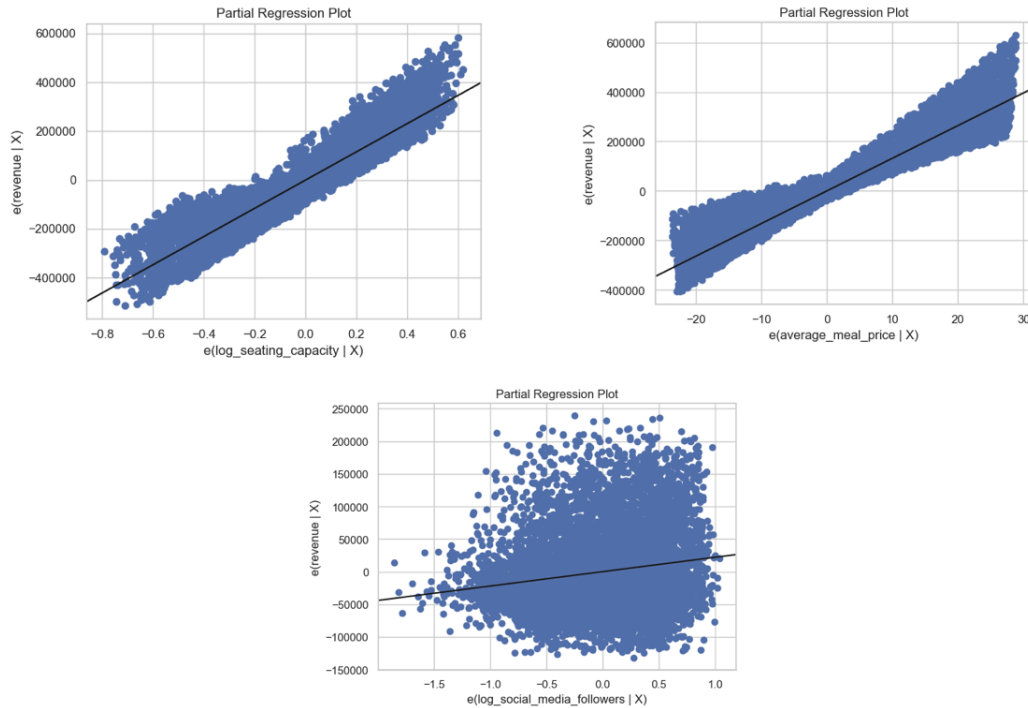 Partial Regression Plot
600000
400000
200000
0
−200000
−400000
e(revenue | X)
−0.8 −0.6 −0.4 −0.2 0.0 0.2 0.4 0.6
e(log_seating_capacity | X)
Partial Regression Plot
600000
400000
200000
0
−200000
−400000
e(revenue | X)
−20 −10 0 10 20 30
e(average_meal_price | X)
Partial Regression Plot
250000
200000
150000
100000
50000
0
−50000
−100000
−150000
e(revenue | X)
−1.5 −1.0 −0.5 0.0 0.5 1.0
e(log_social_media_followers | X)